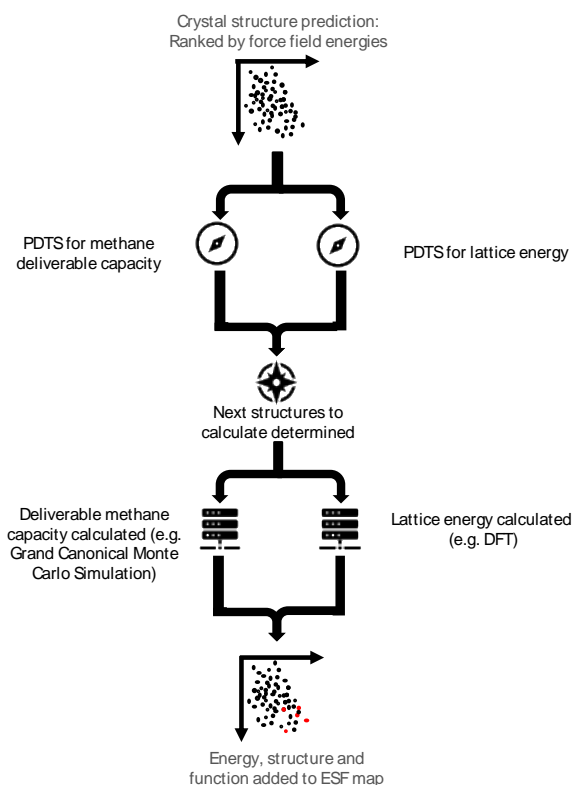 Crystal structure prediction:
Ranked by force field energies
PDTS for methane
deliverable capacity
PDTS for lattice energy
Next structures to
calculate determined
Deliverable methane
capacity calculated (e.g.
Grand Canonical Monte
Carlo Simulation)
Lattice energy calculated
(e.g. DFT)
Energy, structure and
function added to ESF map